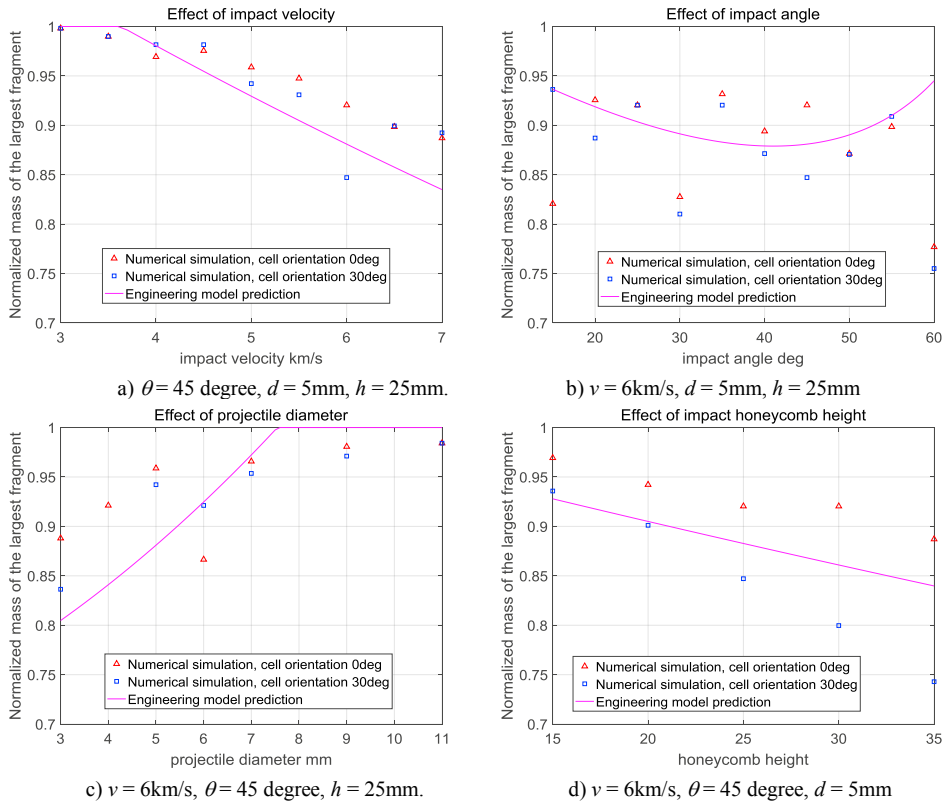 Effect of impact velocity
Normalized mass of the largest fragment
1
0.95
0.9
0.85
0.8
0.75
0.7
Numerical simulation, cell orientation 0deg
Numerical simulation, cell orientation 30deg
Engineering model prediction
3 4 5 6 7
impact velocity km/s
a) θ = 45 degree, d = 5mm, h = 25mm.
Effect of impact angle
Normalized mass of the largest fragment
1
0.95
0.9
0.85
0.8
0.75
0.7
Numerical simulation, cell orientation 0deg
Numerical simulation, cell orientation 30deg
Engineering model prediction
20 30 40 50 60
impact angle deg
b) v = 6km/s, d = 5mm, h = 25mm
Effect of projectile diameter
Normalized mass of the largest fragment
1
0.95
0.9
0.85
0.8
0.75
0.7
Numerical simulation, cell orientation 0deg
Numerical simulation, cell orientation 30deg
Engineering model prediction
3 4 5 6 7 8 9 10 11
projectile diameter mm
c) v = 6km/s, θ = 45 degree, h = 25mm.
Effect of impact honeycomb height
Normalized mass of the largest fragment
1
0.95
0.9
0.85
0.8
0.75
0.7
Numerical simulation, cell orientation 0deg
Numerical simulation, cell orientation 30deg
Engineering model prediction
15 20 25 30 35
honeycomb height
d) v = 6km/s, θ = 45 degree, d = 5mm